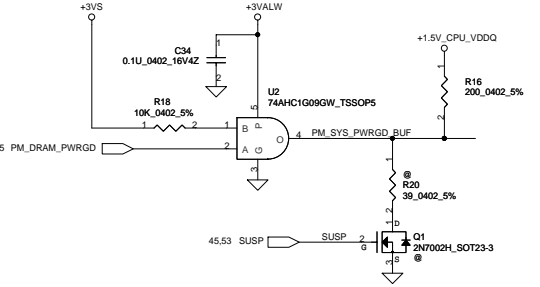 +3VS
+3VALW
+1.5V_CPU_VDDQ
1
C34
0.1U_0402_16V4Z
2
U2
74AHC1G09GW_TSSOP5
1
R16
200_0402_5%
2
R18
10K_0402_5%
1
2
5
1
B
P
O
4
PM_SYS_PWRGD_BUF
5 PM_DRAM_PWRGD
2
A
G
3
1
@
R20
39_0402_5%
2
1
D
45,53 SUSP
SUSP
2
G
Q1
2N7002H_SOT23-3
@
3
S